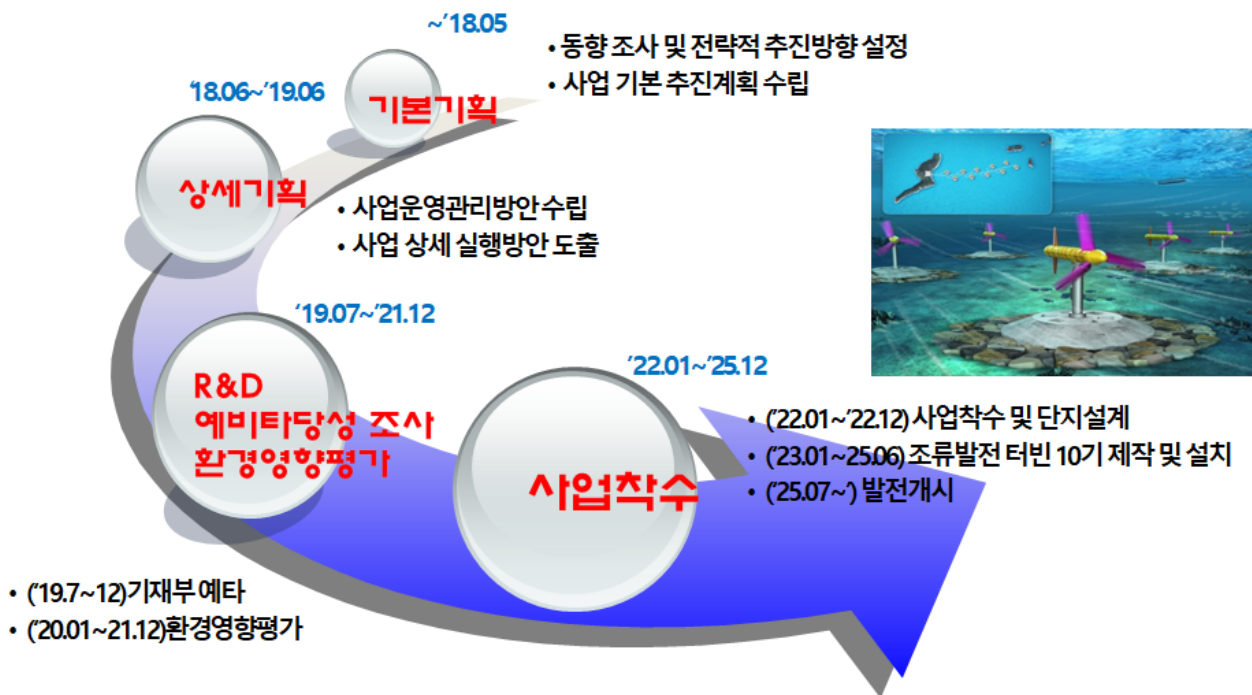 ~’18.05
기본기획
• 동향 조사 및 전략적 추진방향 설정
• 사업 기본 추진계획 수립
‘18.06~’19.06
상세기획
• 사업운영관리방안 수립
• 사업 상세 실행방안 도출
‘19.07~’21.12
R&D
예비타당성 조사
환경영향평가
• (‘19.7~12)기재부 예타
• (‘20.01~21.12)환경영향평가
’22.01~’25.12
사업착수
• (’22.01~’22.12) 사업착수 및 단지설계
• (’23.01~25.06) 조류발전 터빈 10기 제작 및 설치
• (’25.07~’) 발전개시